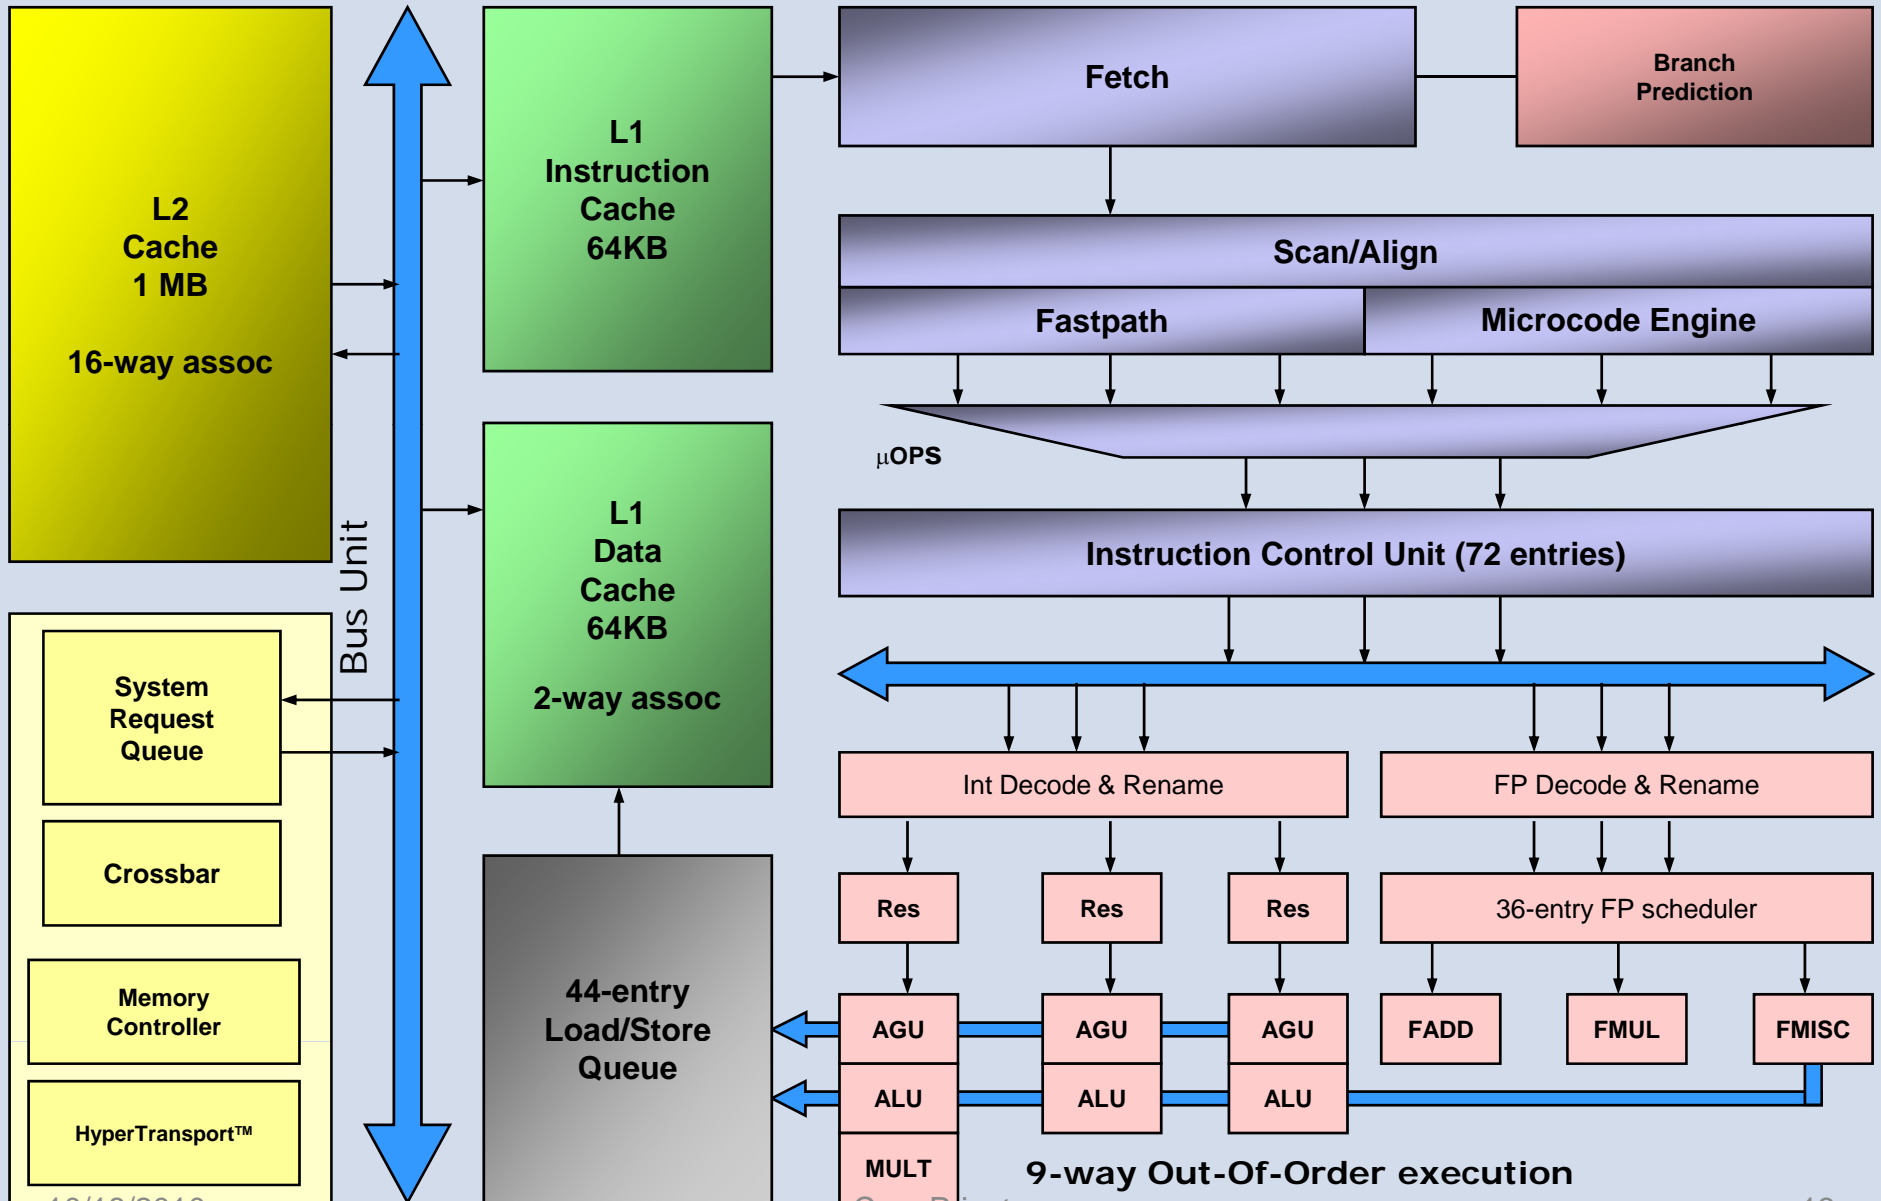 L2
Cache
1 MB
16-way assoc
Bus Unit
L1
Instruction
Cache
64KB
Fetch
Branch
Prediction
Scan/Align
Fastpath
Microcode Engine
μOPS
L1
Data
Cache
64KB
2-way assoc
Instruction Control Unit (72 entries)
System
Request
Queue
Crossbar
Memory
Controller
HyperTransport™
44-entry
Load/Store
Queue
Int Decode & Rename
FP Decode & Rename
Res
Res
Res
36-entry FP scheduler
AGU
AGU
AGU
FADD
FMUL
FMISC
ALU
ALU
ALU
MULT
9-way Out-Of-Order execution